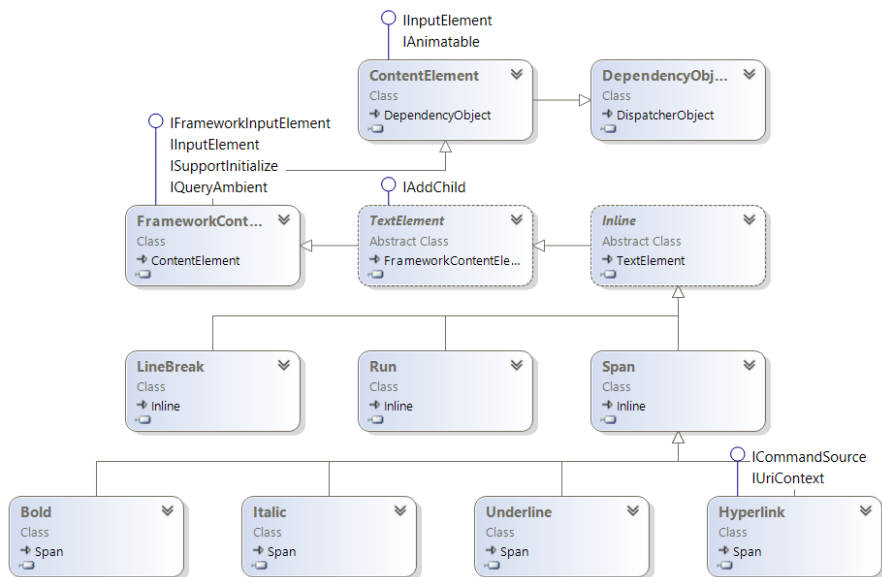 IInputElement
IAnimatable
ContentElement
Class
DependencyObject
DependencyObj...
Class
DispatcherObject
IFrameworkInputElement
IInputElement
ISupportInitialize
IQueryAmbient
IAddChild
FrameworkCont...
Class
ContentElement
TextElement
Abstract Class
FrameworkContentEle...
Inline
Abstract Class
TextElement
LineBreak
Class
Inline
Run
Class
Inline
Span
Class
Inline
ICommandSource
IUriContext
Bold
Class
Span
Italic
Class
Span
Underline
Class
Span
Hyperlink
Class
Span